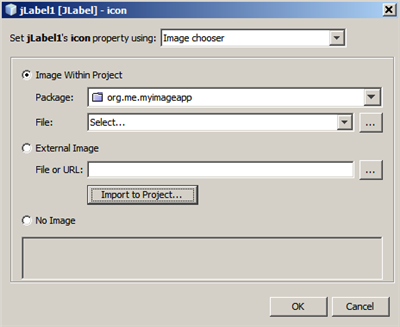 jLabel1 [JLabel] - icon
Set jLabel1's icon property using: Image chooser
Image Within Project
Package: org.me.myimageapp
File: Select... ...
External Image
File or URL: ...
Import to Project...
No Image
OK Cancel